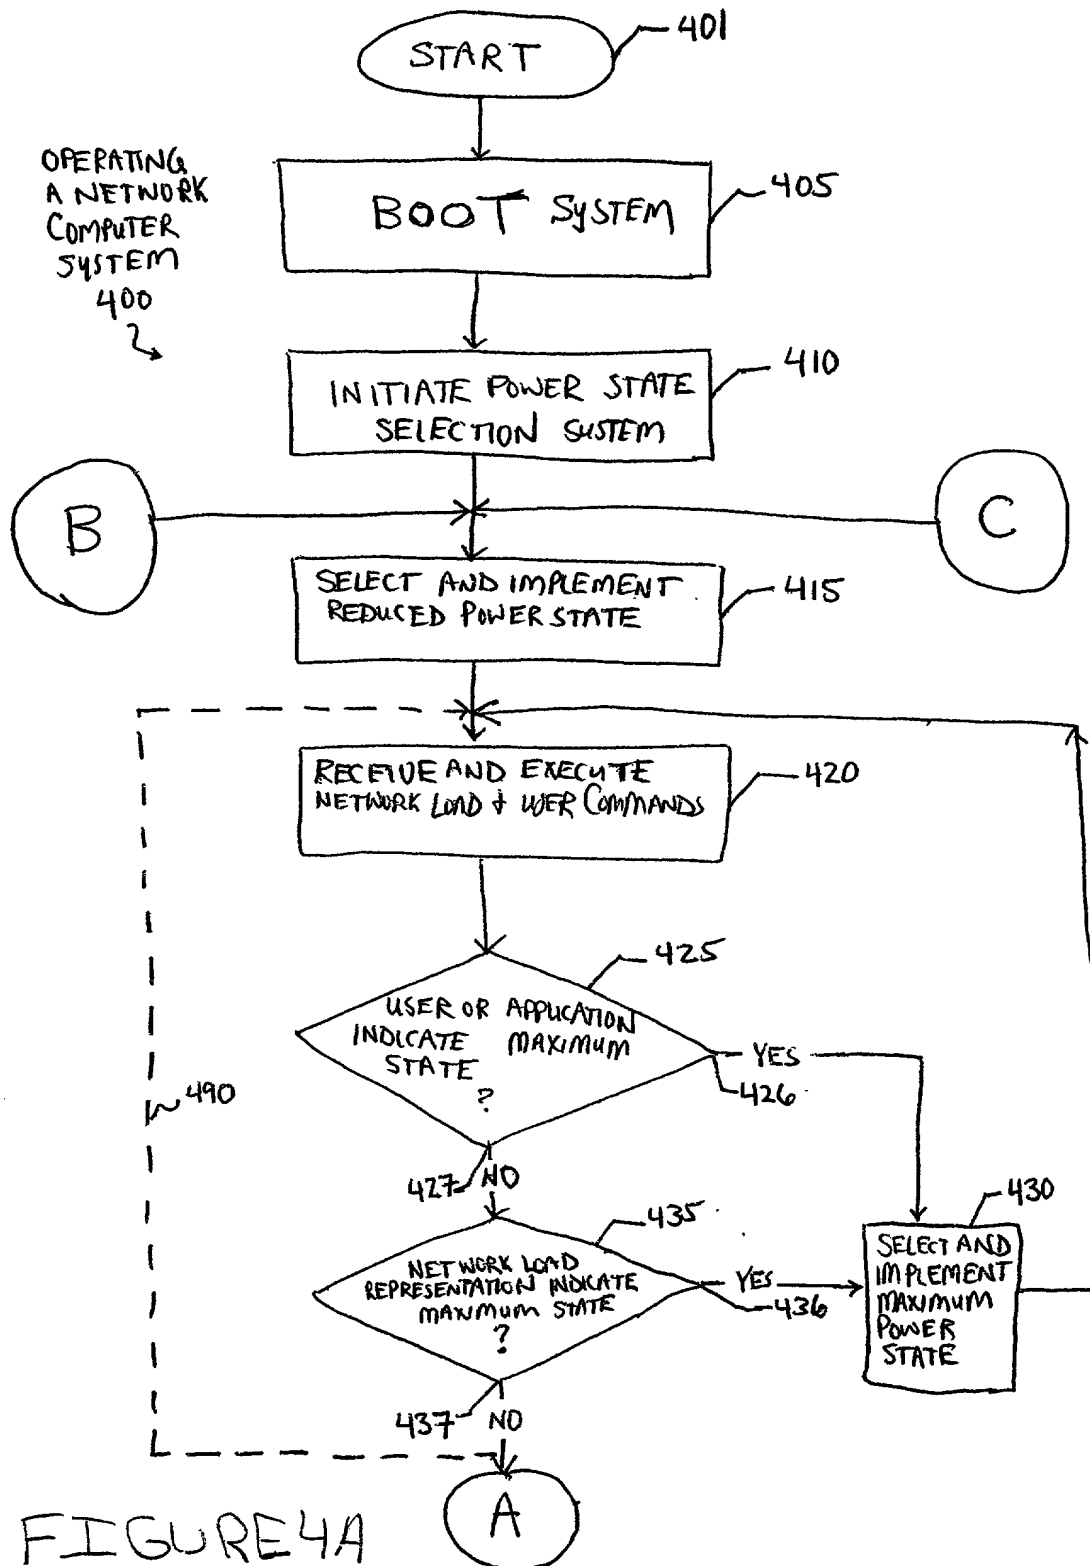 START
401
OPERATING
A NETWORK
COMPUTER
SYSTEM
400
BOOT SYSTEM
405
INITIATE POWER STATE
SELECTION SUSTEM
410
B
C
SELECT AND IMPLEMENT
REDUCED POWER STATE
415
RECEIVE AND EXECUTE
NETWORK LOAD + USER COMMANDS
420
425
USER OR APPLICATION
INDICATE MAXIMUM
STATE
?
YES
426
490
427
NO
435
NETWORK LOAD
REPRESENTATION INDICATE
MAXIMUM STATE
?
YES
436
430
SELECT AND
IMPLEMENT
MAXIMUM
POWER
STATE
437
NO
A
FIGURE 4A